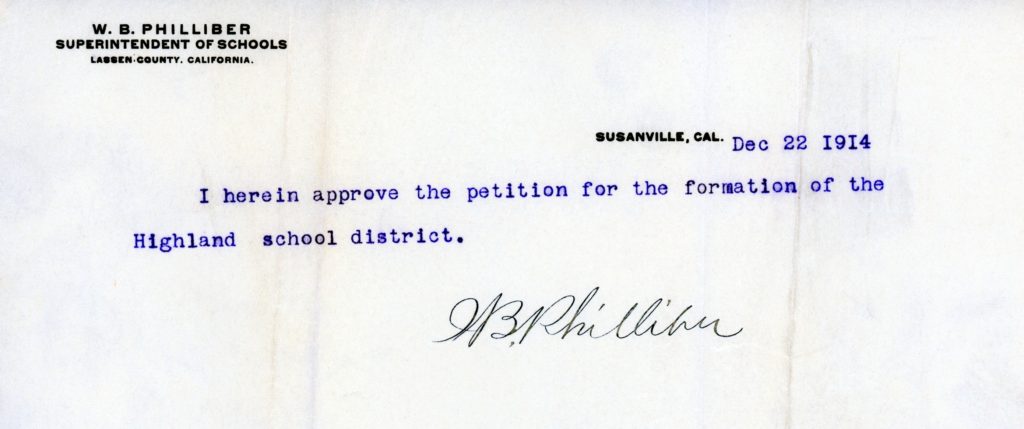 W. B. PHILLIBER
SUPERINTENDENT OF SCHOOLS
LASSEN COUNTY, CALIFORNIA.
SUSANVILLE, CAL. Dec 22 1914
I herein approve the petition for the formation of the
Highland school district.
W.B. Philliber